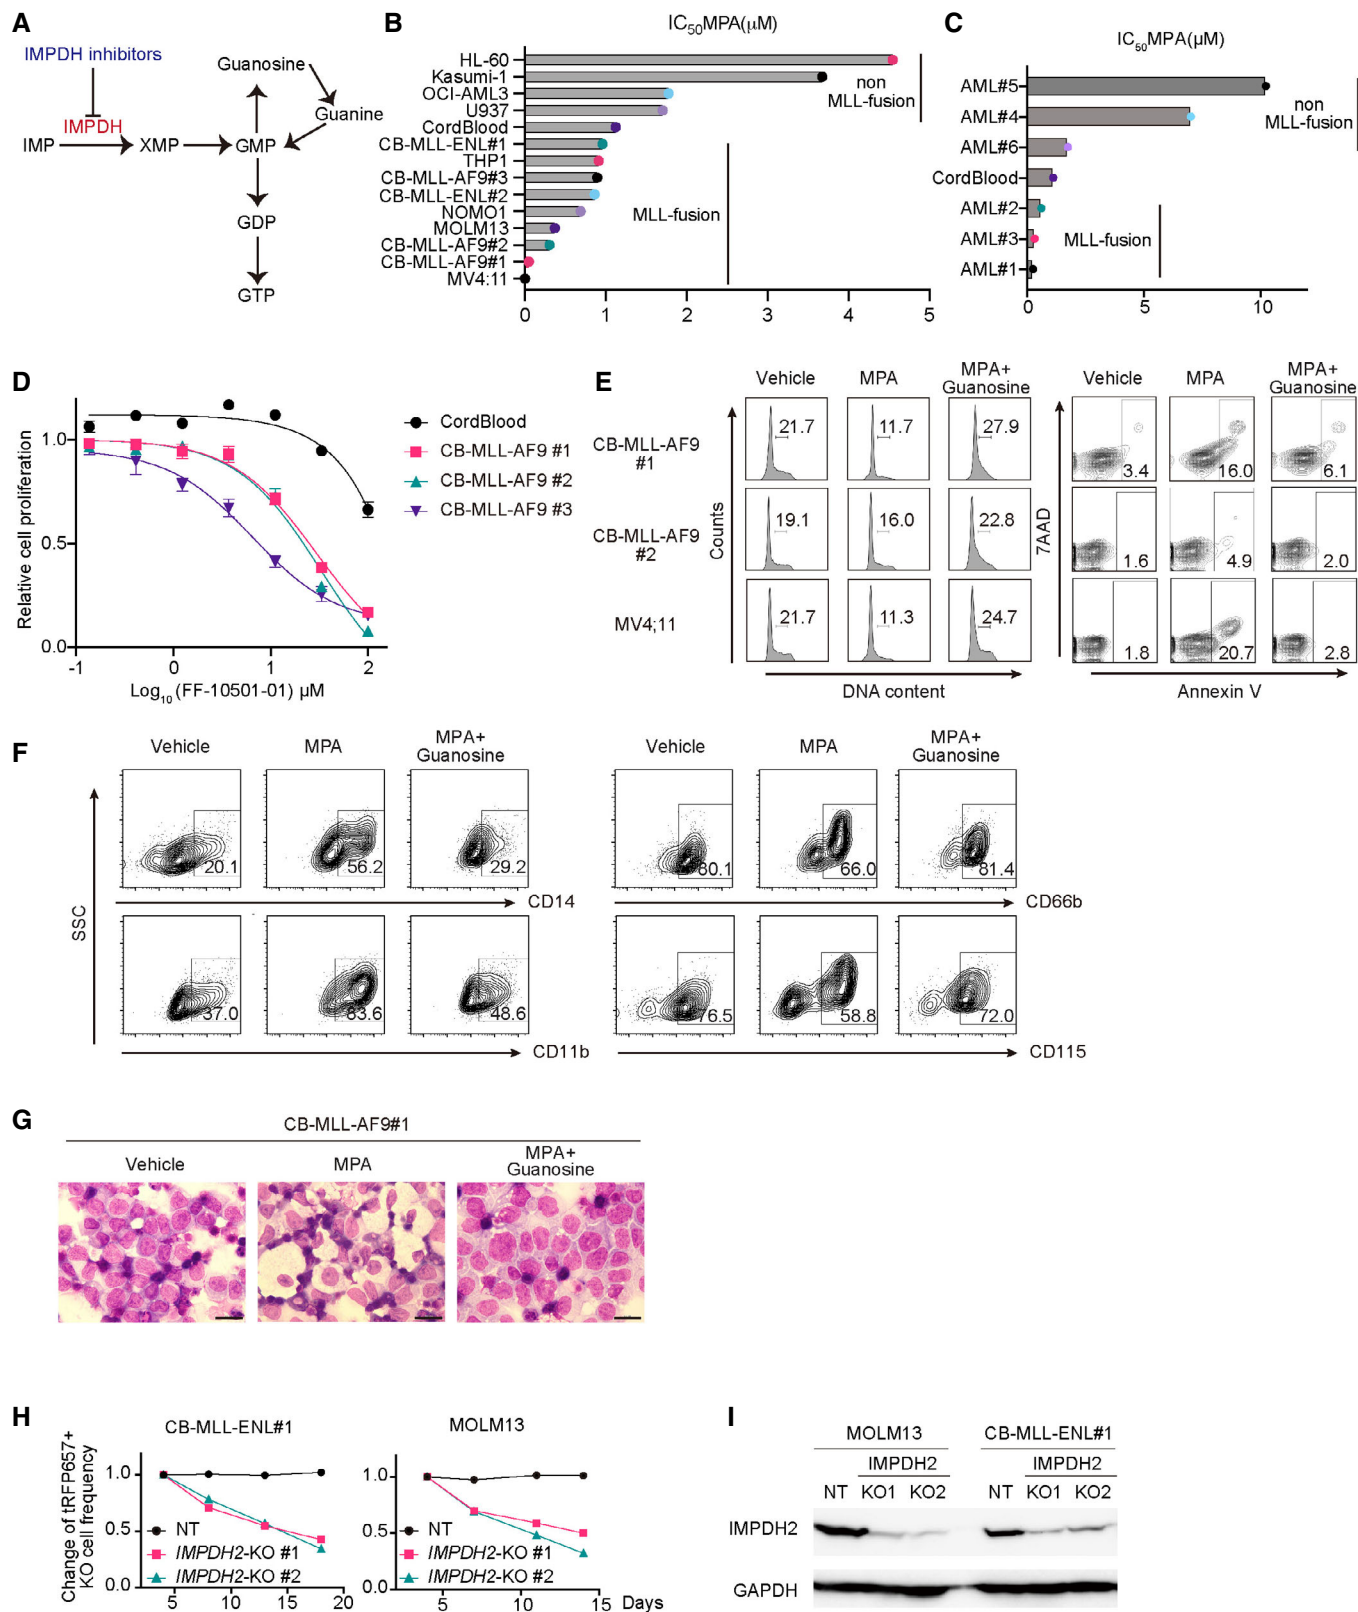 A
IMPDH inhibitors
IMPDH
IMP
XMP
GMP
Guanosine
Guanine
GDP
GTP
B
IC50MPA(μM)
HL-60
Kasumi-1
OCI-AML3
U937
CordBlood
CB-MLL-ENL#1
THP1
CB-MLL-AF9#3
CB-MLL-ENL#2
NOMO1
MOLM13
CB-MLL-AF9#2
CB-MLL-AF9#1
MV4;11
non
MLL-fusion
MLL-fusion
0 1 2 3 4 5
C
IC50MPA(μM)
AML#5
AML#4
AML#6
CordBlood
AML#2
AML#3
AML#1
non
MLL-fusion
MLL-fusion
0 10
D
Relative cell proliferation
1.0
0.5
0.0
-1 0 1 2
Log10 (FF-10501-01) μM
CordBlood
CB-MLL-AF9 #1
CB-MLL-AF9 #2
CB-MLL-AF9 #3
E
Vehicle MPA MPA+
Guanosine
CB-MLL-AF9
#1
21.7 11.7 27.9
CB-MLL-AF9
#2
19.1 16.0 22.8
MV4;11
21.7 11.3 24.7
Counts
DNA content
Vehicle MPA MPA+
Guanosine
3.4 16.0 6.1
1.6 4.9 2.0
1.8 20.7 2.8
7AAD
Annexin V
F
Vehicle MPA MPA+
Guanosine
20.1 56.2 29.2
CD14
37.0 83.6 48.6
CD11b
SSC
Vehicle MPA MPA+
Guanosine
80.1 66.0 81.4
CD66b
76.5 58.8 72.0
CD115
G
CB-MLL-AF9#1
Vehicle MPA MPA+
Guanosine
H
Change of tRFP657+
KO cell frequency
CB-MLL-ENL#1
1.0
0.5
0.0
NT
IMPDH2-KO #1
IMPDH2-KO #2
5 10 15 20
MOLM13
1.0
0.5
0.0
NT
IMPDH2-KO #1
IMPDH2-KO #2
5 10 15 Days
I
MOLM13 CB-MLL-ENL#1
IMPDH2 IMPDH2
NT KO1 KO2 NT KO1 KO2
IMPDH2
GAPDH